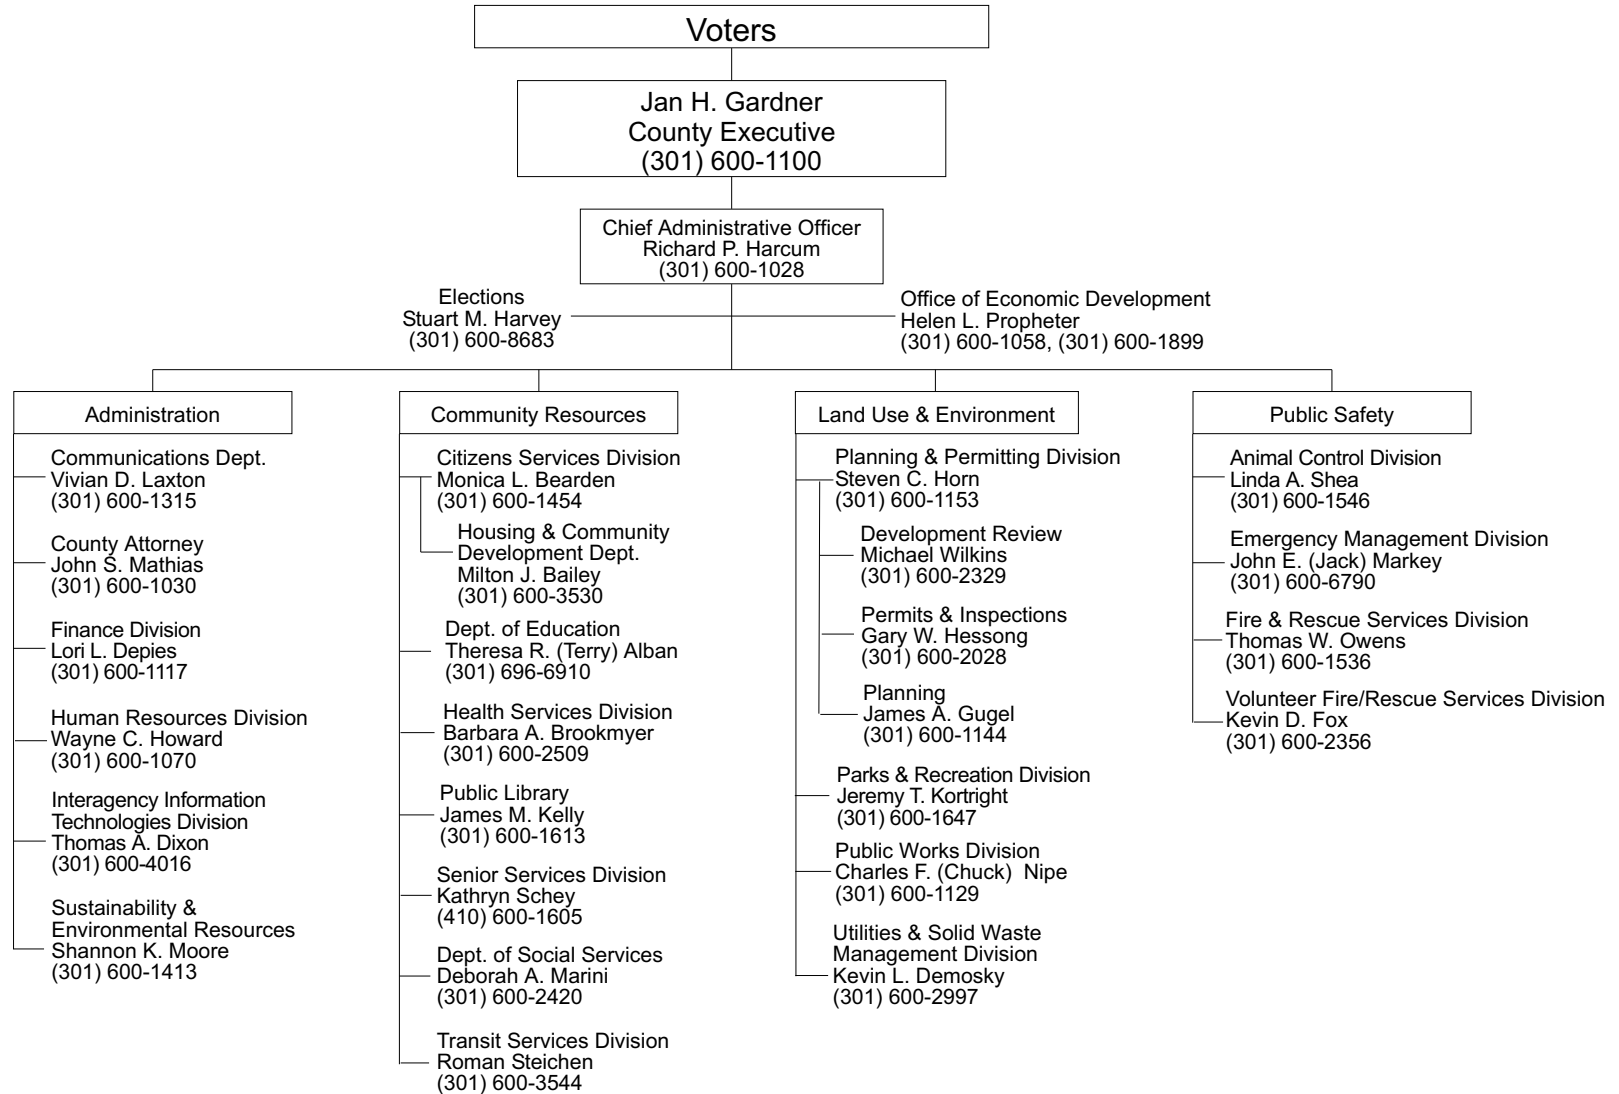 Voters
Jan H. Gardner
County Executive
(301) 600-1100
Chief Administrative Officer
Richard P. Harcum
(301) 600-1028
Elections
Stuart M. Harvey
(301) 600-8683
Office of Economic Development
Helen L. Propheter
(301) 600-1058, (301) 600-1899
Administration
Communications Dept.
Vivian D. Laxton
(301) 600-1315
County Attorney
John S. Mathias
(301) 600-1030
Finance Division
Lori L. Depies
(301) 600-1117
Human Resources Division
Wayne C. Howard
(301) 600-1070
Interagency Information
Technologies Division
Thomas A. Dixon
(301) 600-4016
Sustainability &
Environmental Resources
Shannon K. Moore
(301) 600-1413
Community Resources
Citizens Services Division
Monica L. Bearden
(301) 600-1454
Housing & Community
Development Dept.
Milton J. Bailey
(301) 600-3530
Dept. of Education
Theresa R. (Terry) Alban
(301) 696-6910
Health Services Division
Barbara A. Brookmyer
(301) 600-2509
Public Library
James M. Kelly
(301) 600-1613
Senior Services Division
Kathryn Schey
(410) 600-1605
Dept. of Social Services
Deborah A. Marini
(301) 600-2420
Transit Services Division
Roman Steichen
(301) 600-3544
Land Use & Environment
Planning & Permitting Division
Steven C. Horn
(301) 600-1153
Development Review
Michael Wilkins
(301) 600-2329
Permits & Inspections
Gary W. Hessong
(301) 600-2028
Planning
James A. Gugel
(301) 600-1144
Parks & Recreation Division
Jeremy T. Kortright
(301) 600-1647
Public Works Division
Charles F. (Chuck) Nipe
(301) 600-1129
Utilities & Solid Waste
Management Division
Kevin L. Demosky
(301) 600-2997
Public Safety
Animal Control Division
Linda A. Shea
(301) 600-1546
Emergency Management Division
John E. (Jack) Markey
(301) 600-6790
Fire & Rescue Services Division
Thomas W. Owens
(301) 600-1536
Volunteer Fire/Rescue Services Division
Kevin D. Fox
(301) 600-2356